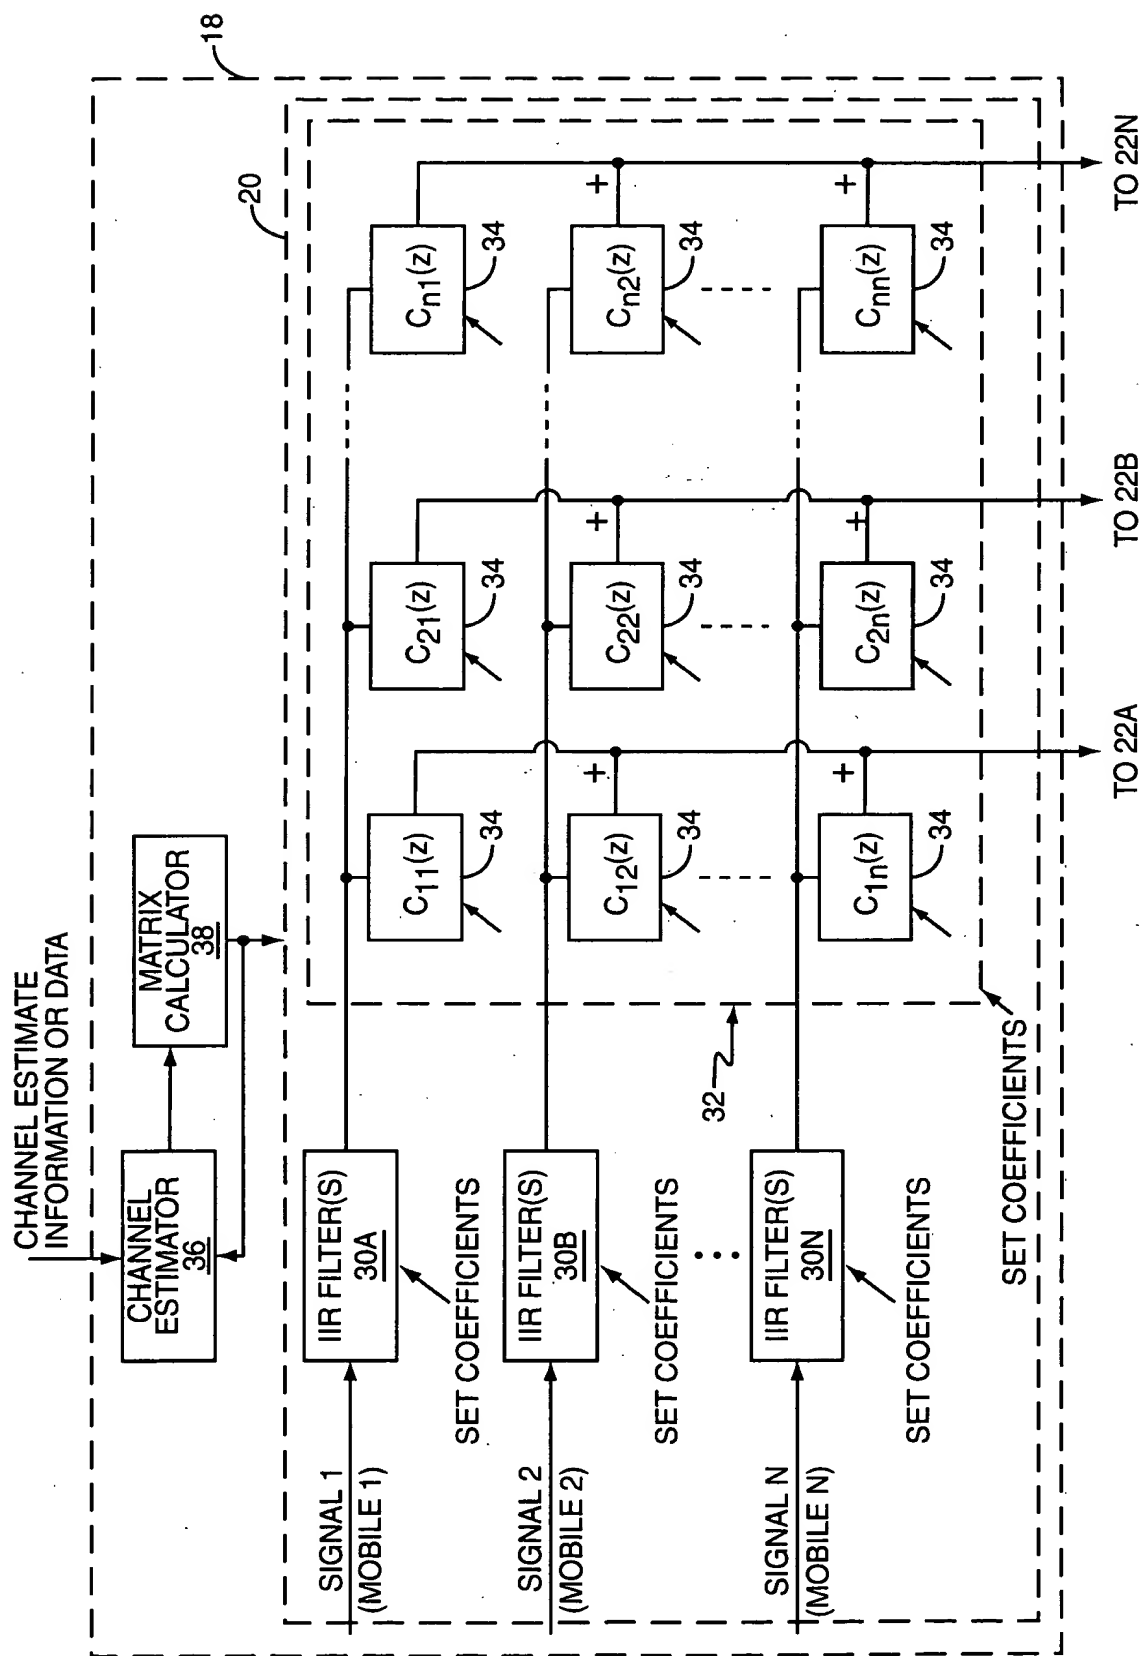 CHANNEL ESTIMATE
INFORMATION OR DATA
CHANNEL
ESTIMATOR
36
MATRIX
CALCULATOR
38
18
20
SIGNAL 1
(MOBILE 1)
IIR FILTER(S)
30A
SET COEFFICIENTS
C11(z)
34
C21(z)
34
Cn1(z)
34
SIGNAL 2
(MOBILE 2)
IIR FILTER(S)
30B
SET COEFFICIENTS
C12(z)
34
+
C22(z)
34
+
Cn2(z)
34
+
SIGNAL N
(MOBILE N)
IIR FILTER(S)
30N
SET COEFFICIENTS
C1n(z)
34
+
C2n(z)
34
+
Cnn(z)
34
+
32
SET COEFFICIENTS
TO 22A
TO 22B
TO 22N